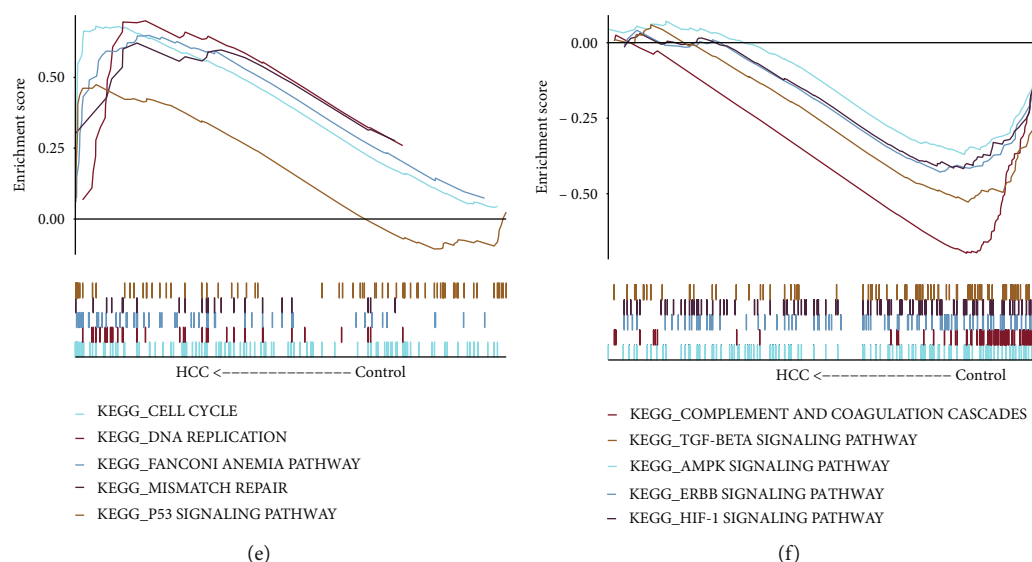 Enrichment score
0.50
0.25
0.00
HCC <–––––––––––––– Control
KEGG_CELL CYCLE
KEGG_DNA REPLICATION
KEGG_FANCONI ANEMIA PATHWAY
KEGG_MISMATCH REPAIR
KEGG_P53 SIGNALING PATHWAY
(e)
Enrichment score
0.00
– 0.25
– 0.50
HCC <–––––––––––––– Control
KEGG_COMPLEMENT AND COAGULATION CASCADES
KEGG_TGF-BETA SIGNALING PATHWAY
KEGG_AMPK SIGNALING PATHWAY
KEGG_ERBB SIGNALING PATHWAY
KEGG_HIF-1 SIGNALING PATHWAY
(f)